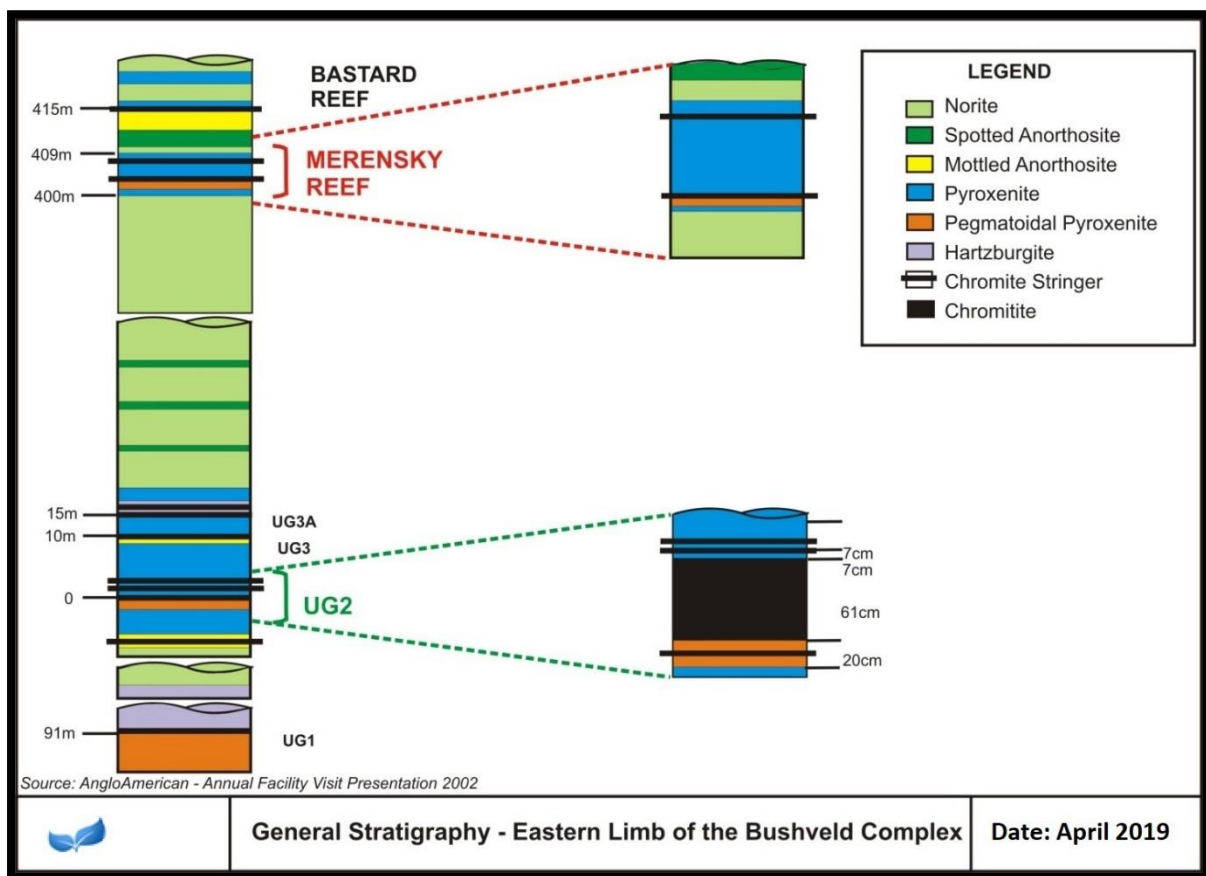 BASTARD
REEF
415m
409m
MERENSKY
REEF
400m
LEGEND
Norite
Spotted Anorthosite
Mottled Anorthosite
Pyroxenite
Pegmatoidal Pyroxenite
Hartzburgite
Chromite Stringer
Chromitite
15m
UG3A
10m
UG3
0
UG2
7cm
7cm
61cm
20cm
91m
UG1
Source: AngloAmerican - Annual Facility Visit Presentation 2002
General Stratigraphy - Eastern Limb of the Bushveld Complex
Date: April 2019